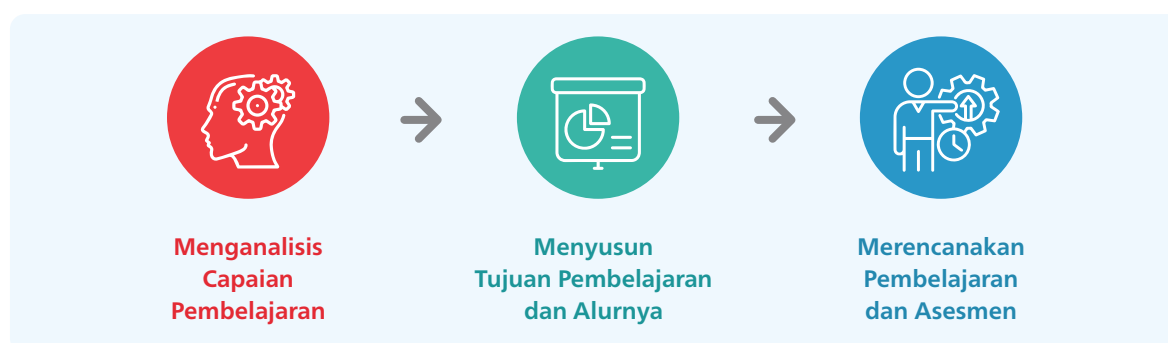 Menganalisis
Capaian
Pembelajaran
Menyusun
Tujuan Pembelajaran
dan Alurnya
Merencanakan
Pembelajaran
dan Asesmen